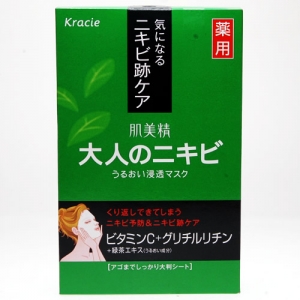 Kracie
気になる
ニキビ跡ケア
薬用
肌美精
大人のニキビ
うるおい浸透マスク
くり返しできてしまう
ニキビ予防&ニキビ跡ケア
ビタミンC+グリチルリチン
+緑茶エキス(うるおい成分)
[アゴまでしっかり大判シート]